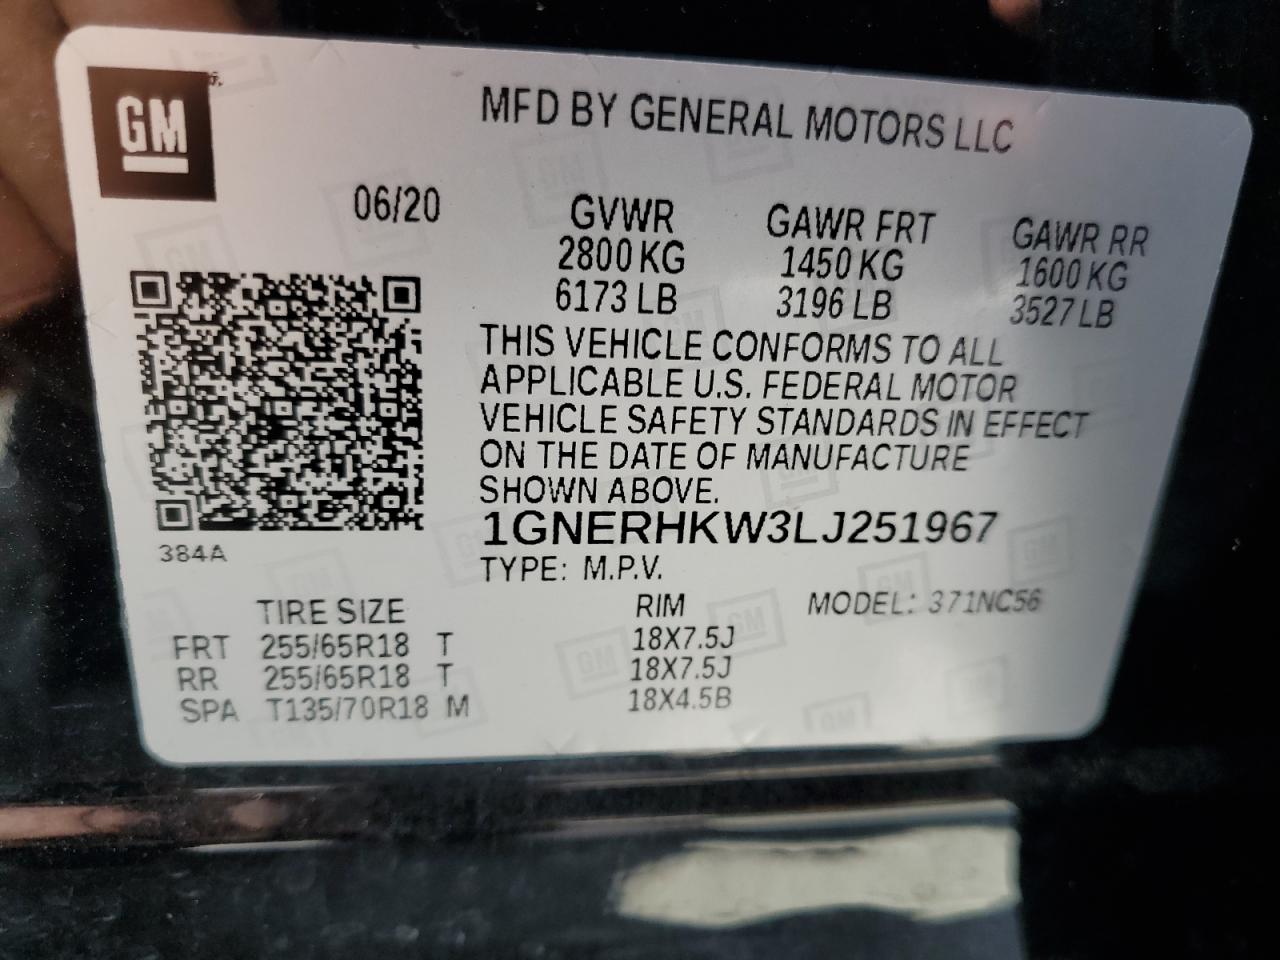 GM
MFD BY GENERAL MOTORS LLC
06/20
GVWR GAWR FRT GAWR RR
2800 KG 1450 KG 1600 KG
6173 LB 3196 LB 3527 LB
THIS VEHICLE CONFORMS TO ALL
APPLICABLE U.S. FEDERAL MOTOR
VEHICLE SAFETY STANDARDS IN EFFECT
ON THE DATE OF MANUFACTURE
SHOWN ABOVE.
1GNERHKW3LJ251967
384A
TYPE: M.P.V.
TIRE SIZE RIM MODEL: 371NC56
FRT 255/65R18 T 18X7.5J
RR 255/65R18 T 18X7.5J
SPA T135/70R18 M 18X4.5B